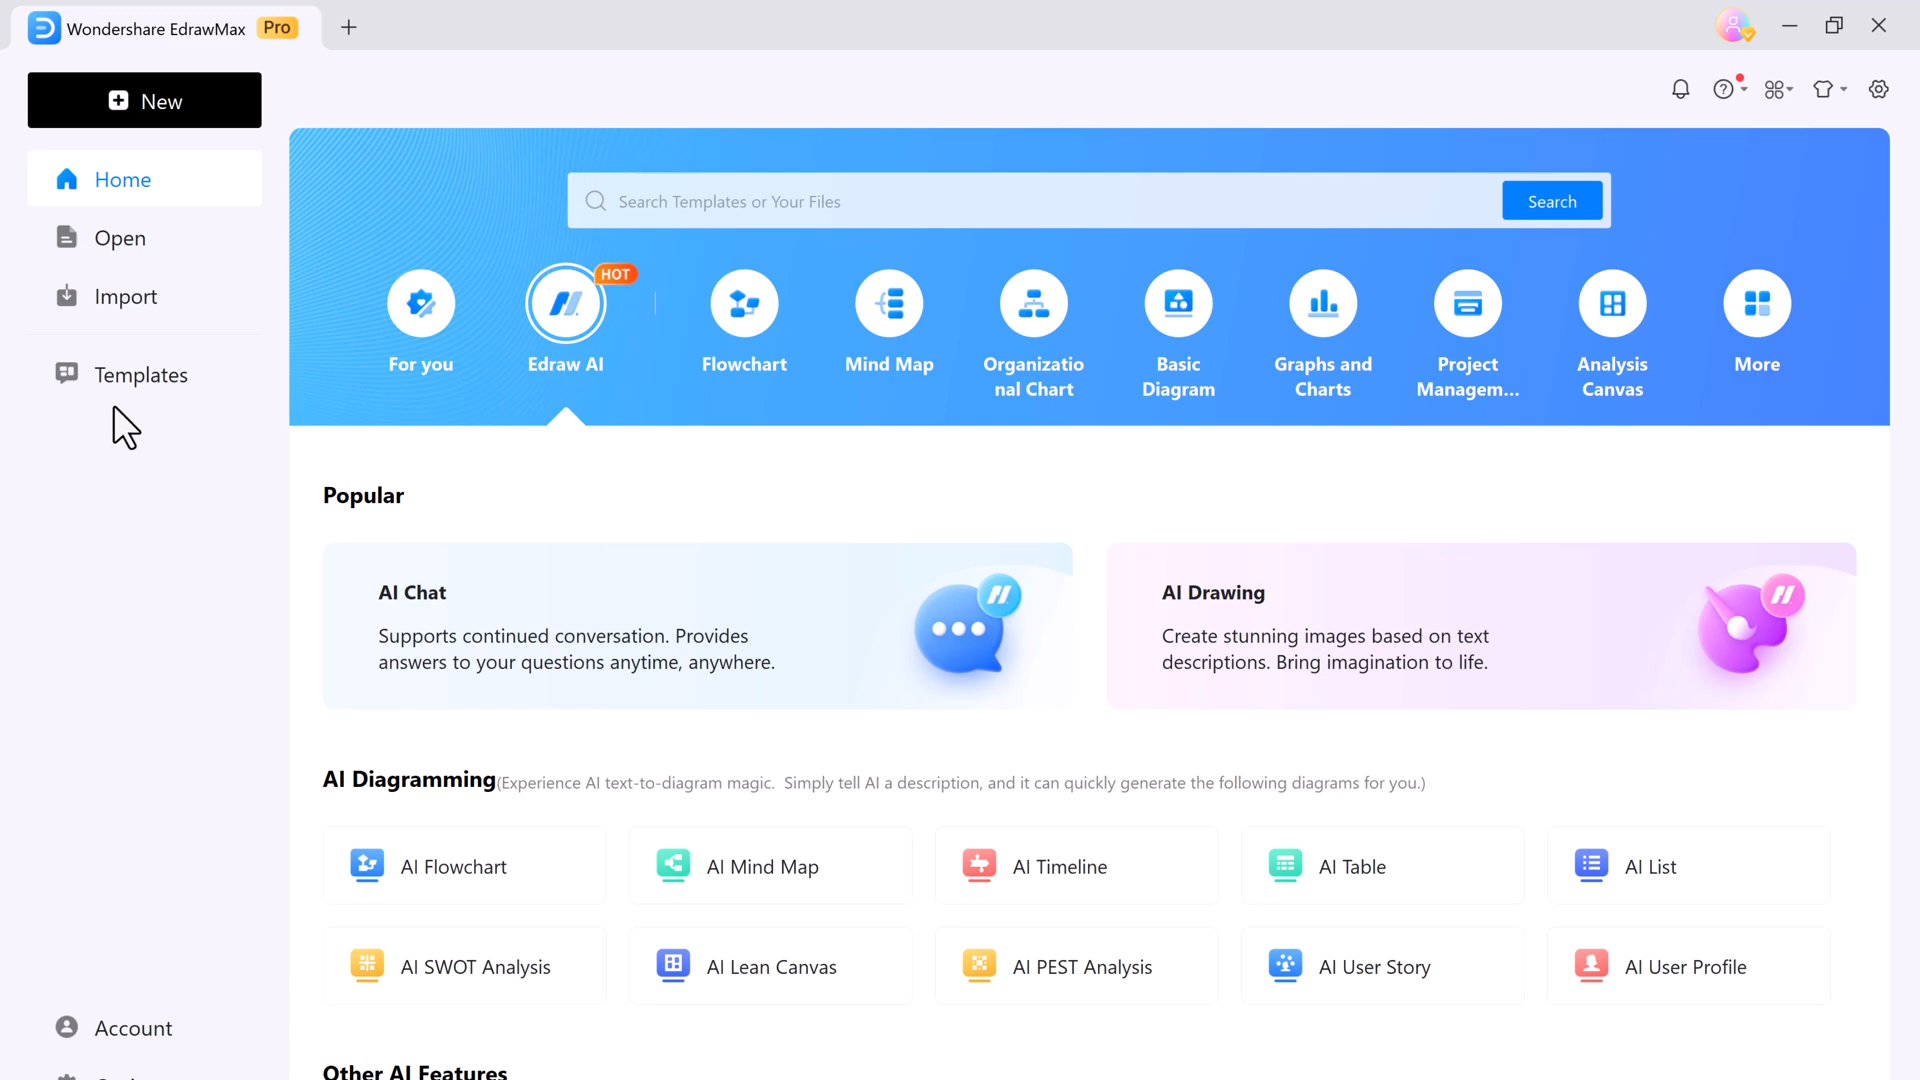 Wondershare EdrawMax Pro
New
Home
Open
Import
Templates
Account
Search Templates or Your Files
Search
HOT
For you
Edraw AI
Flowchart
Mind Map
Organizatio
nal Chart
Basic
Diagram
Graphs and
Charts
Project
Managem...
Analysis
Canvas
More
Popular
AI Chat
Supports continued conversation. Provides
answers to your questions anytime, anywhere.
AI Drawing
Create stunning images based on text
descriptions. Bring imagination to life.
AI Diagramming(Experience AI text-to-diagram magic. Simply tell AI a description, and it can quickly generate the following diagrams for you.)
AI Flowchart
AI Mind Map
AI Timeline
AI Table
AI List
AI SWOT Analysis
AI Lean Canvas
AI PEST Analysis
AI User Story
AI User Profile
Other AI Features